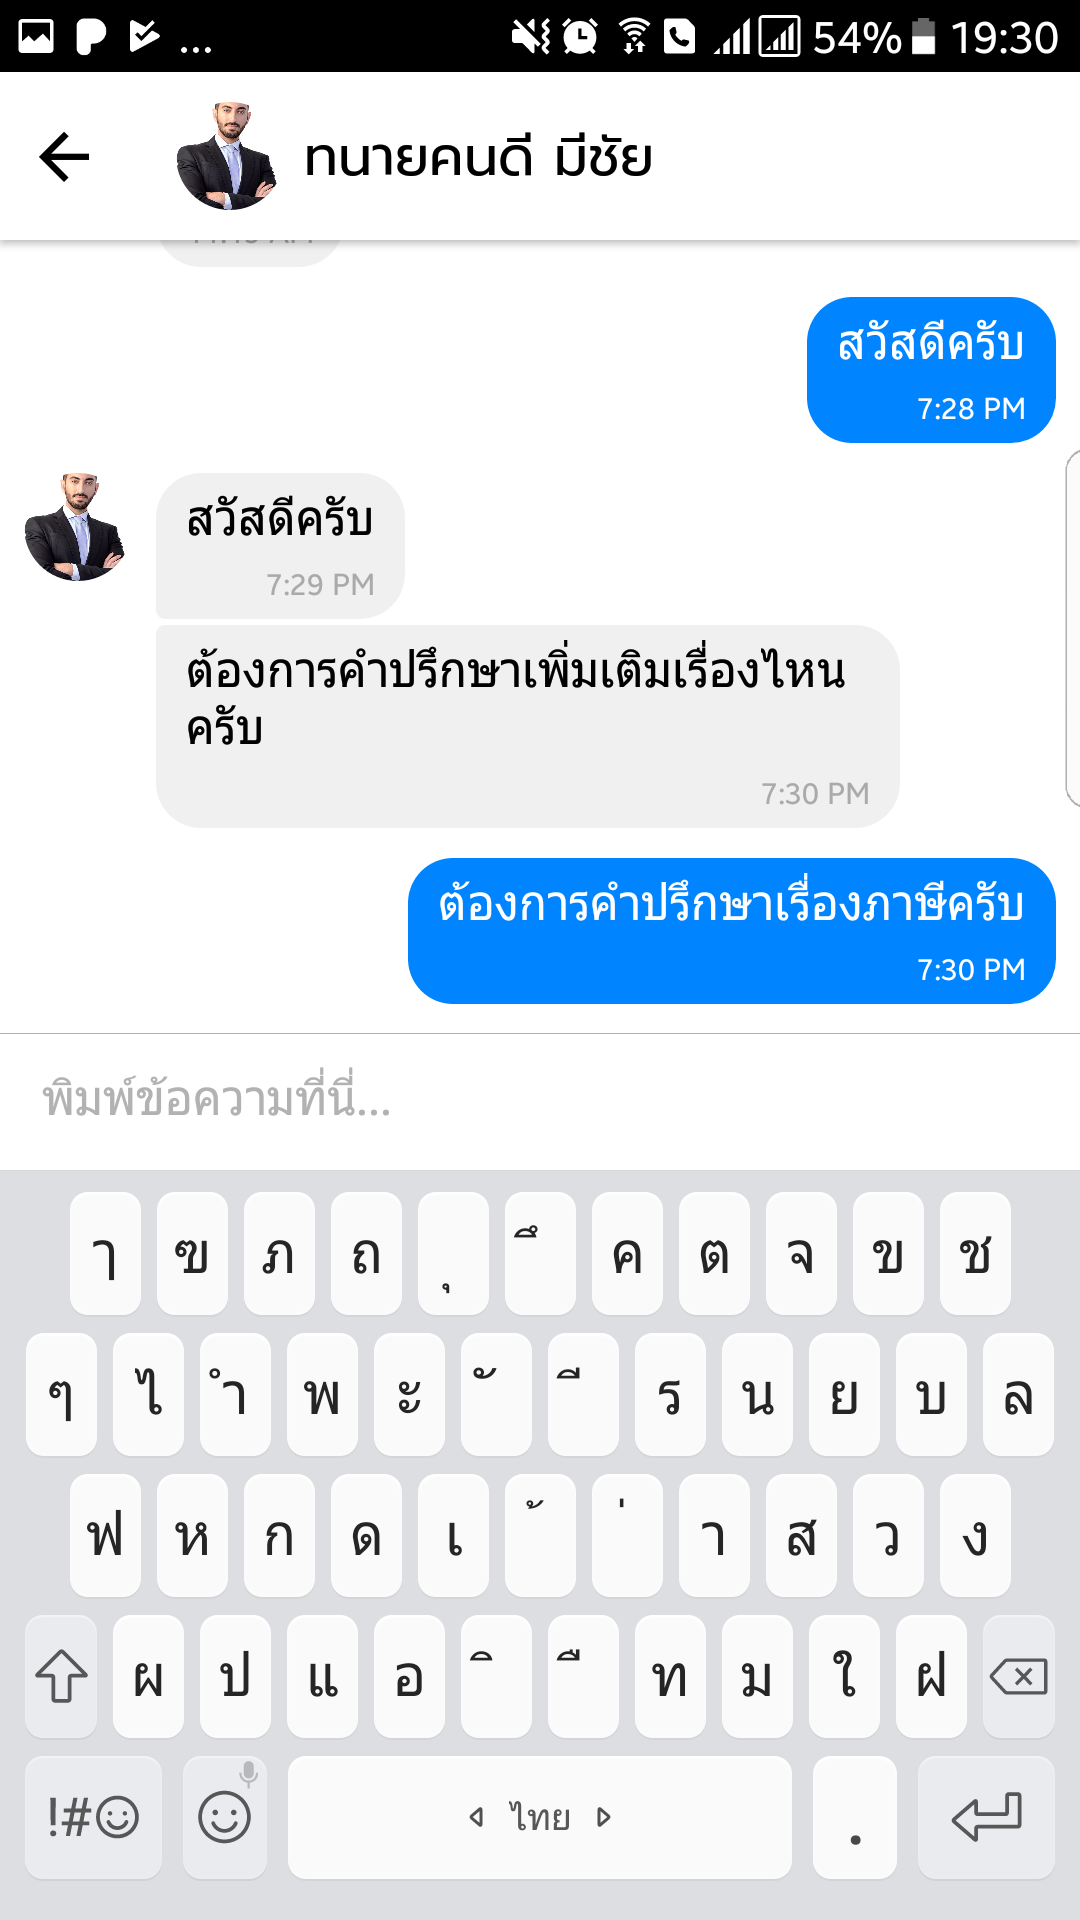 ... 54% 19:30
ทนายคนดี มีชัย
สวัสดีครับ
7:28 PM
สวัสดีครับ
7:29 PM
ต้องการคำปรึกษาเพิ่มเติมเรื่องไหน
ครับ
7:30 PM
ต้องการคำปรึกษาเรื่องภาษีครับ
7:30 PM
พิมพ์ข้อความที่นี่...
ๅ ฃ ภ ถ ุ ึ ค ต จ ข ช
ๆ ไ ำ พ ะ ั ี ร น ย บ ล
ฟ ห ก ด เ ้ ่ า ส ว ง
ผ ป แ อ ิ ื ท ม ใ ฝ
!#☺ ไทย .